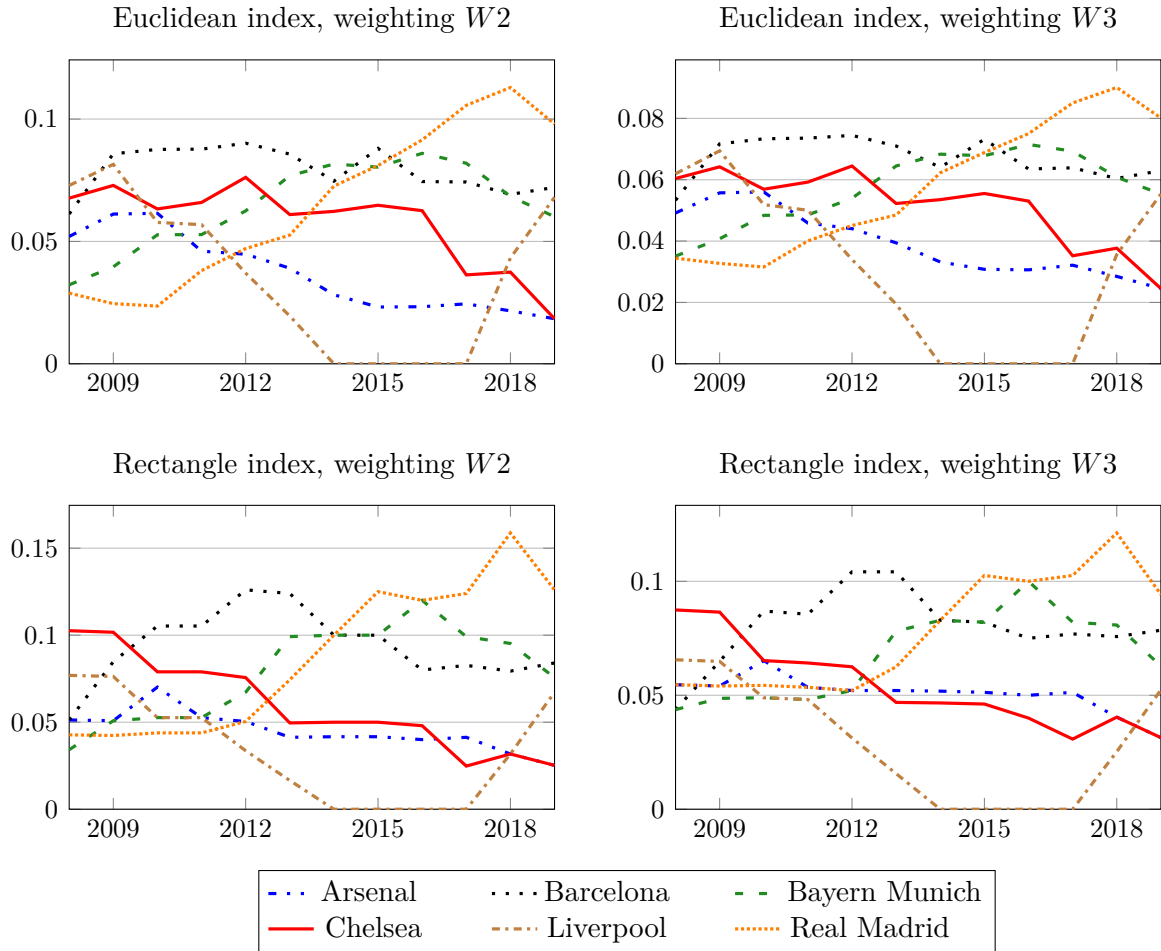 Euclidean index, weighting W2
0.1
0.05
0
2009 2012 2015 2018
Euclidean index, weighting W3
0.08
0.06
0.04
0.02
0
2009 2012 2015 2018
Rectangle index, weighting W2
0.15
0.1
0.05
0
2009 2012 2015 2018
Rectangle index, weighting W3
0.1
0.05
0
2009 2012 2015 2018
Arsenal Barcelona Bayern Munich
Chelsea Liverpool Real Madrid